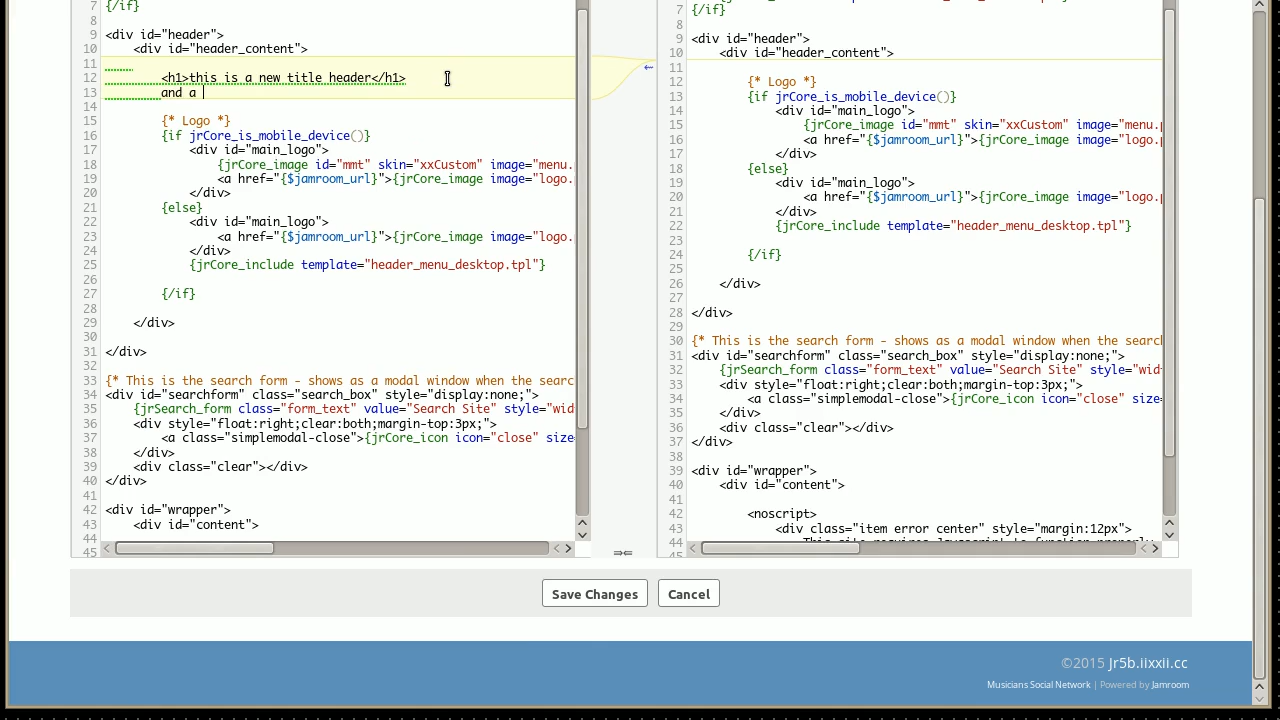 7 {/if}
8
9 <div id="header">
10 <div id="header_content">
11
12 <h1>this is a new title header</h1>
13 and a
14
15 {* Logo *}
16 {if jrCore_is_mobile_device()}
17 <div id="main_logo">
18 {jrCore_image id="mmt" skin="xxCustom" image="menu.
19 <a href="{$jamroom_url}">{jrCore_image image="logo.
20 </div>
21 {else}
22 <div id="main_logo">
23 <a href="{$jamroom_url}">{jrCore_image image="logo.
24 </div>
25 {jrCore_include template="header_menu_desktop.tpl"}
26
27 {/if}
28
29 </div>
30
31 </div>
32
33 {* This is the search form - shows as a modal window when the searc
34 <div id="searchform" class="search_box" style="display:none;">
35 {jrSearch_form class="form_text" value="Search Site" style="wid
36 <div style="float:right;clear:both;margin-top:3px;">
37 <a class="simplemodal-close">{jrCore_icon icon="close" size
38 </div>
39 <div class="clear"></div>
40 </div>
41
42 <div id="wrapper">
43 <div id="content">
44
45
7 {/if}
8
9 <div id="header">
10 <div id="header_content">
11
12 {* Logo *}
13 {if jrCore_is_mobile_device()}
14 <div id="main_logo">
15 {jrCore_image id="mmt" skin="xxCustom" image="menu.p
16 <a href="{$jamroom_url}">{jrCore_image image="logo.p
17 </div>
18 {else}
19 <div id="main_logo">
20 <a href="{$jamroom_url}">{jrCore_image image="logo.p
21 </div>
22 {jrCore_include template="header_menu_desktop.tpl"}
23
24 {/if}
25
26 </div>
27
28 </div>
29
30 {* This is the search form - shows as a modal window when the search
31 <div id="searchform" class="search_box" style="display:none;">
32 {jrSearch_form class="form_text" value="Search Site" style="widt
33 <div style="float:right;clear:both;margin-top:3px;">
34 <a class="simplemodal-close">{jrCore_icon icon="close" size=
35 </div>
36 <div class="clear"></div>
37 </div>
38
39 <div id="wrapper">
40 <div id="content">
41
42 <noscript>
43 <div class="item error center" style="margin:12px">
44 This site requires Javascript to function properly
45
Save Changes
Cancel
©2015 Jr5b.iixxii.cc
Musicians Social Network | Powered by Jamroom